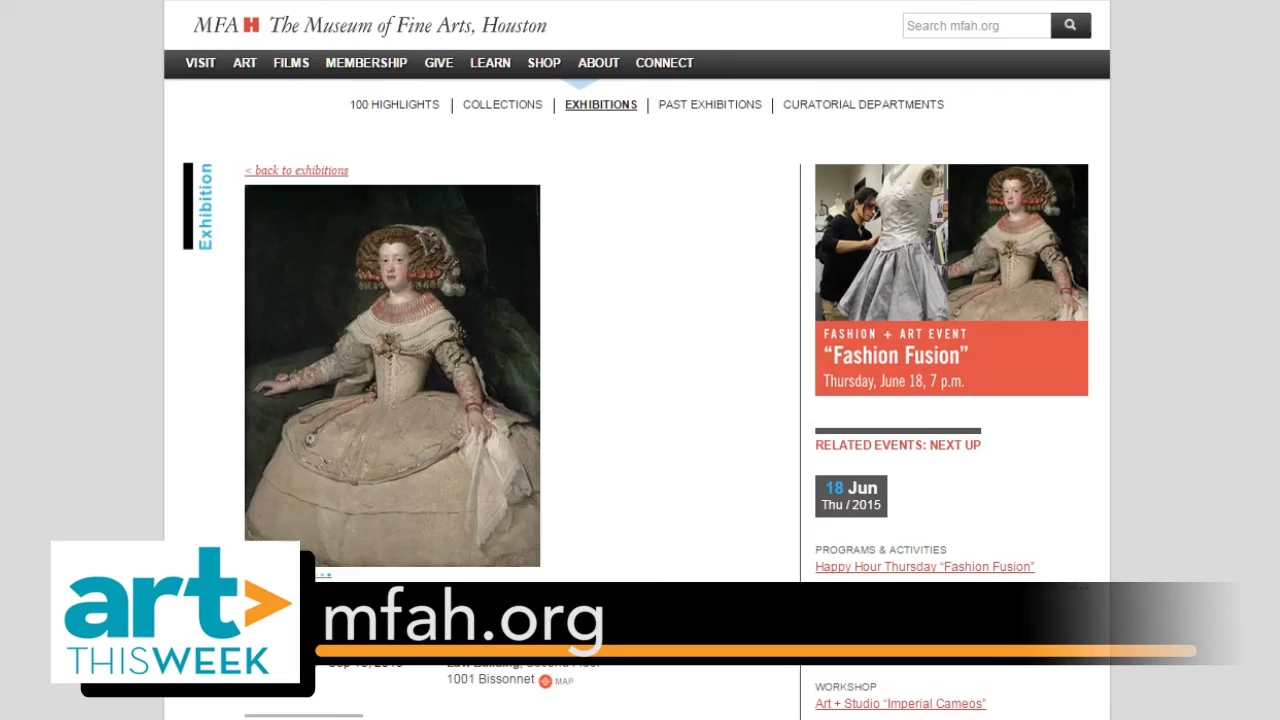 MFAH The Museum of Fine Arts, Houston
Search mfah.org
VISIT ART FILMS MEMBERSHIP GIVE LEARN SHOP ABOUT CONNECT
100 HIGHLIGHTS | COLLECTIONS | EXHIBITIONS | PAST EXHIBITIONS | CURATORIAL DEPARTMENTS
Exhibition
< back to exhibitions
FASHION + ART EVENT
“Fashion Fusion”
Thursday, June 18, 7 p.m.
RELATED EVENTS: NEXT UP
18 Jun
Thu / 2015
PROGRAMS & ACTIVITIES
Happy Hour Thursday “Fashion Fusion”
art>
THISWEEK
mfah.org
1001 Bissonnet MAP
WORKSHOP
Art + Studio “Imperial Cameos”